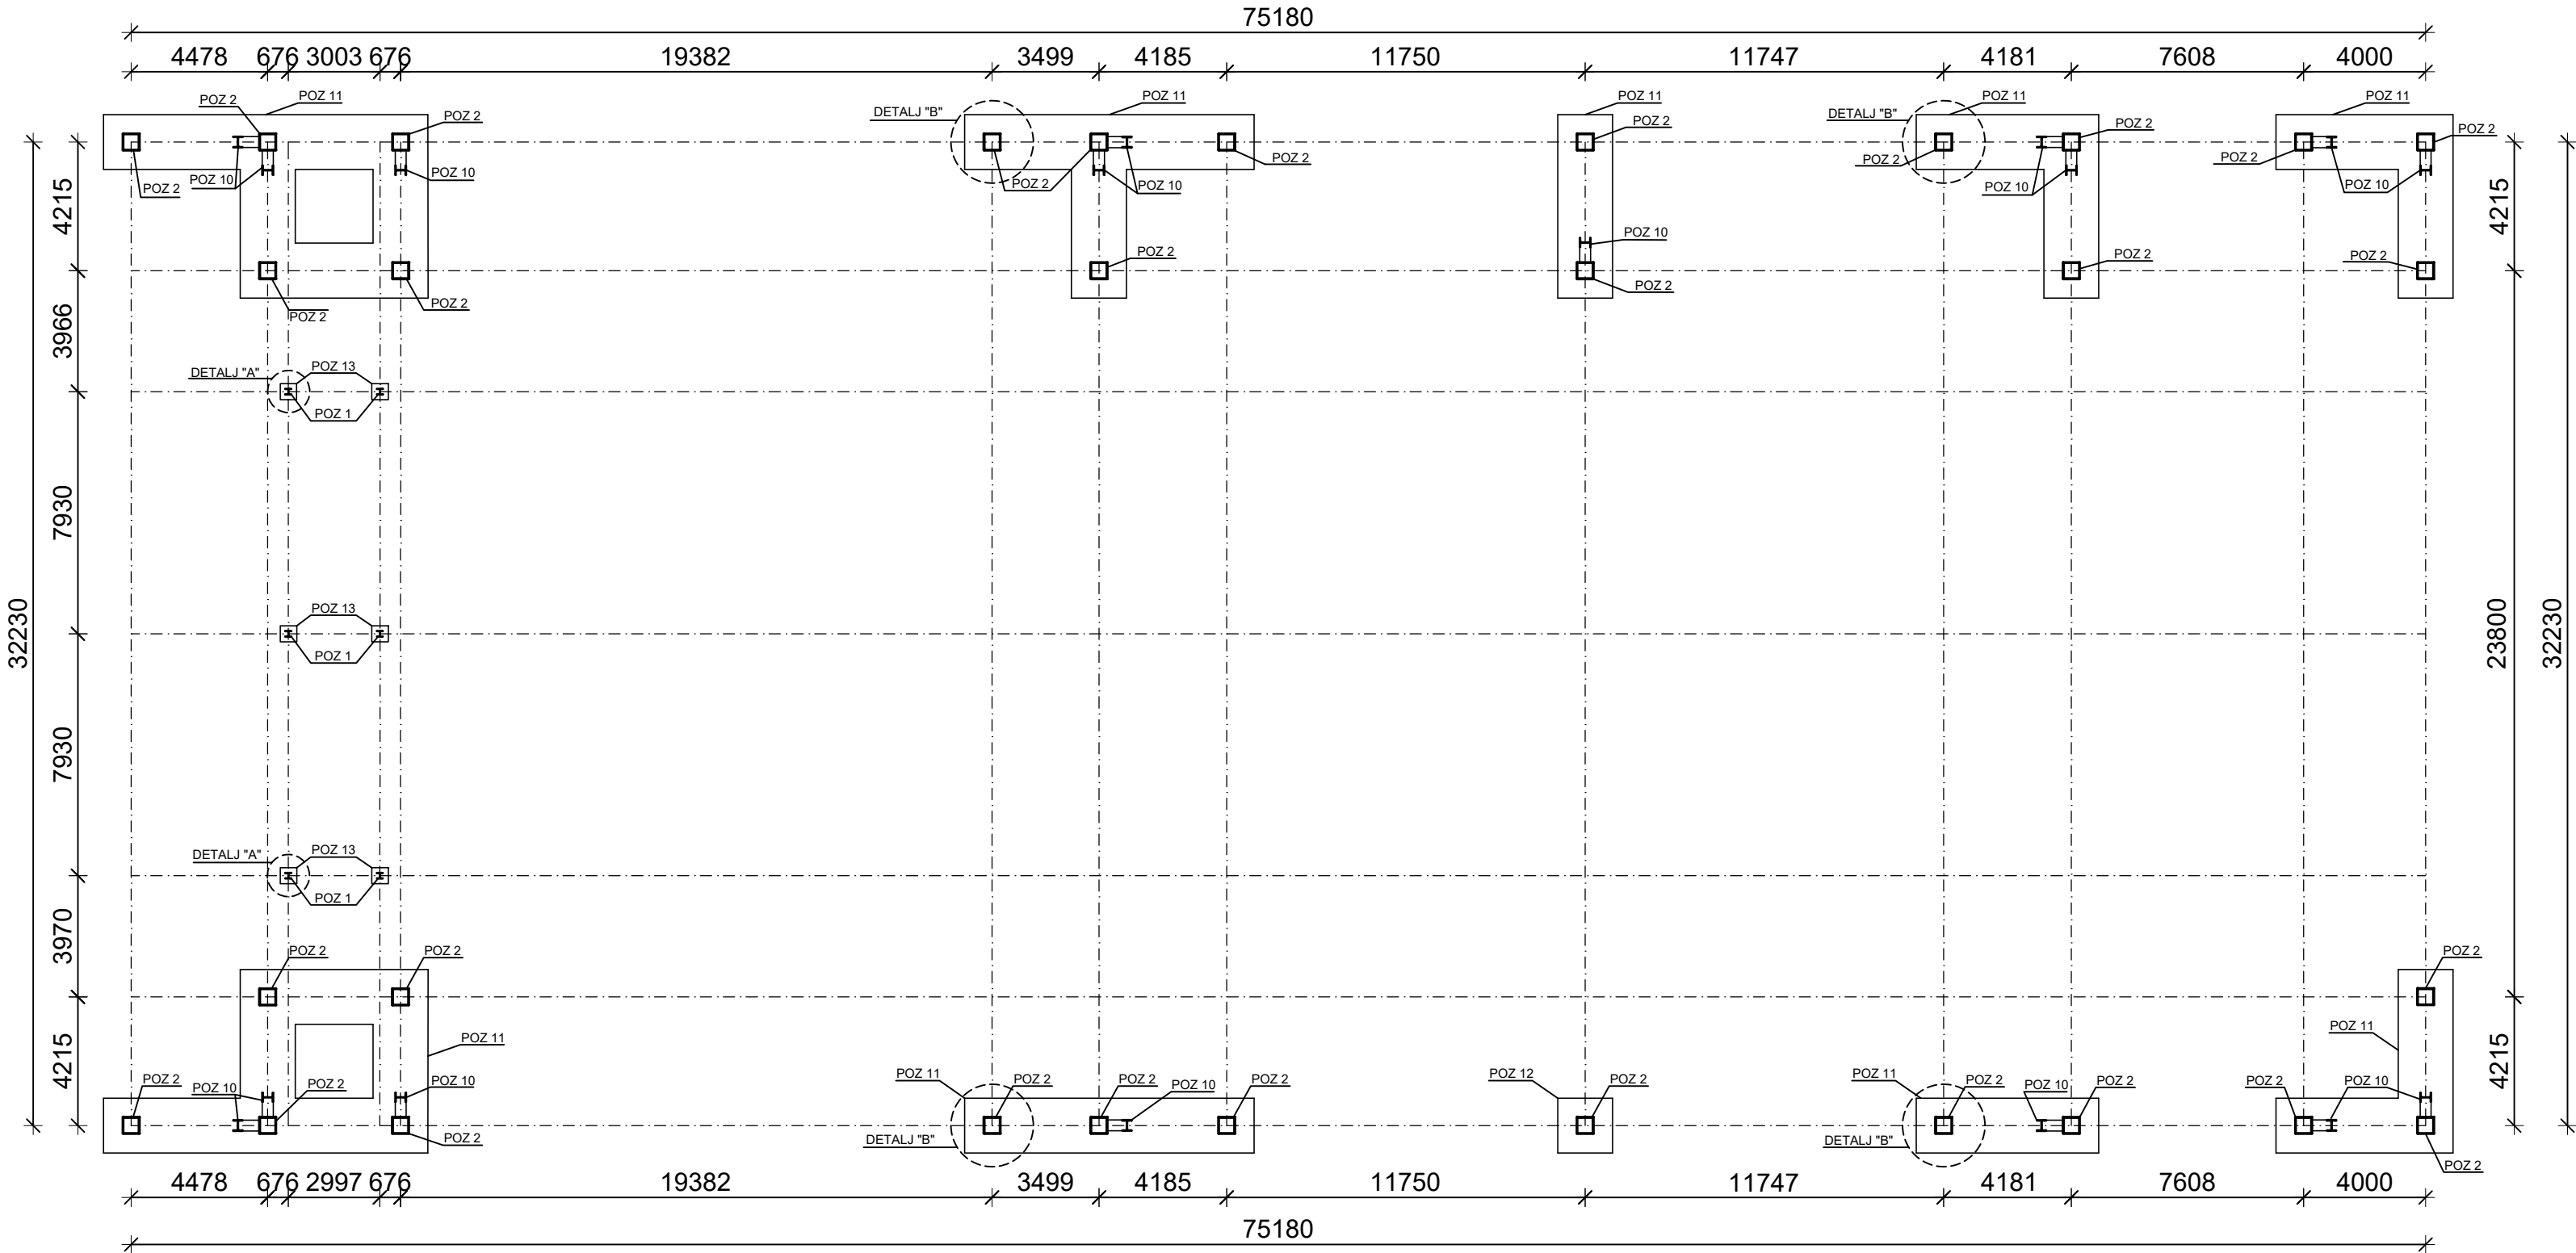 75180
4478 676 3003 676 19382 3499 4185 11750 11747 4181 7608 4000
POZ 2 POZ 11 POZ 2 DETALJ "B" POZ 11 POZ 11 POZ 2 DETALJ "B" POZ 11 POZ 2 POZ 11 POZ 2
POZ 2 POZ 10 POZ 10 POZ 2 POZ 10 POZ 2 POZ 2 POZ 10 POZ 2 POZ 10
4215 4215
POZ 2 POZ 10 POZ 2 POZ 2
POZ 2 POZ 2 POZ 2
3966
DETALJ "A" POZ 13
POZ 1
7930
32230 POZ 13 23800 32230
POZ 1
7930
DETALJ "A" POZ 13
POZ 1
3970
POZ 2 POZ 2 POZ 2
POZ 11 POZ 11
4215 4215
POZ 2 POZ 10 POZ 2 POZ 10 POZ 11 POZ 2 POZ 2 POZ 10 POZ 2 POZ 12 POZ 2 POZ 11 POZ 2 POZ 10 POZ 2 POZ 2 POZ 10
POZ 2 DETALJ "B" DETALJ "B" POZ 2
4478 676 2997 676 19382 3499 4185 11750 11747 4181 7608 4000
75180